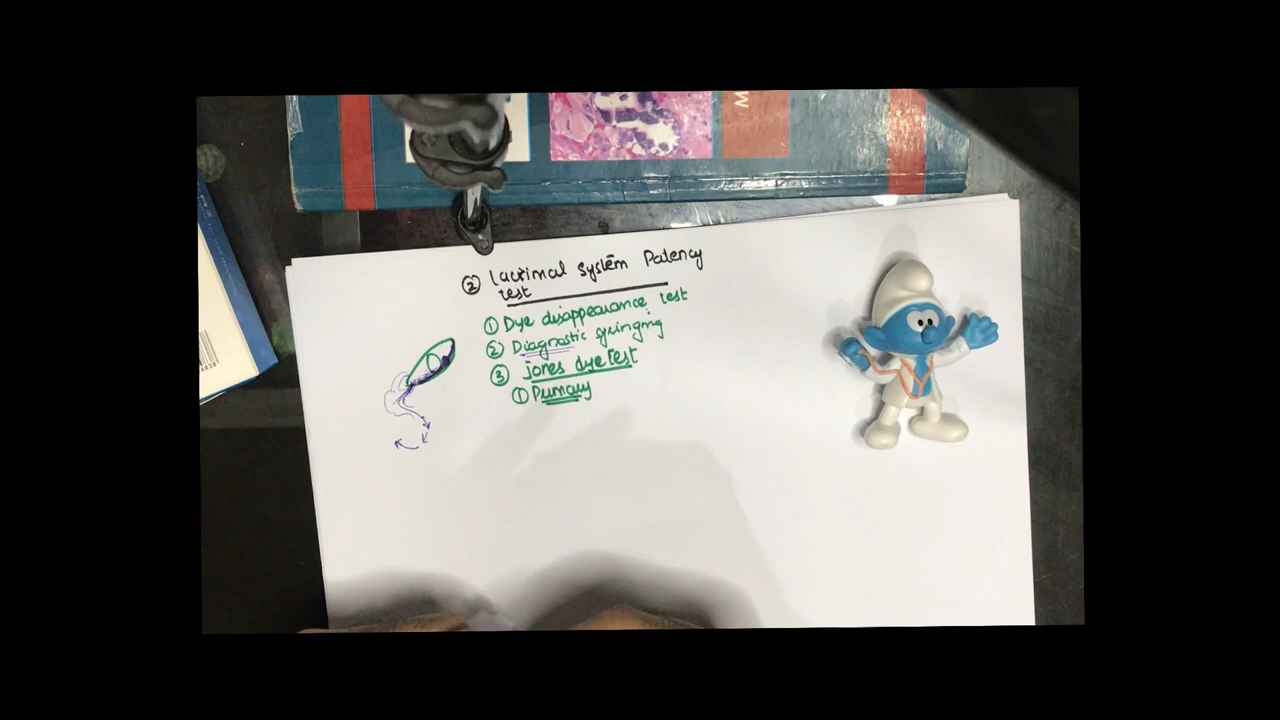 ② Lacrimal system Patency
test
① Dye disappearance test
② Diagnostic syringing
③ Jones dye test
① Primary
M